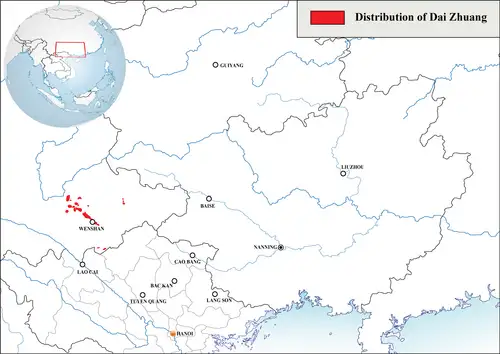 Distribution of Dai Zhuang
GUIYANG
LIUZHOU
BAISE
WENSHAN
NANNING
CAO BANG
LAO CAI
BAC KAN
TUYEN QUANG
LANG SON
HANOI